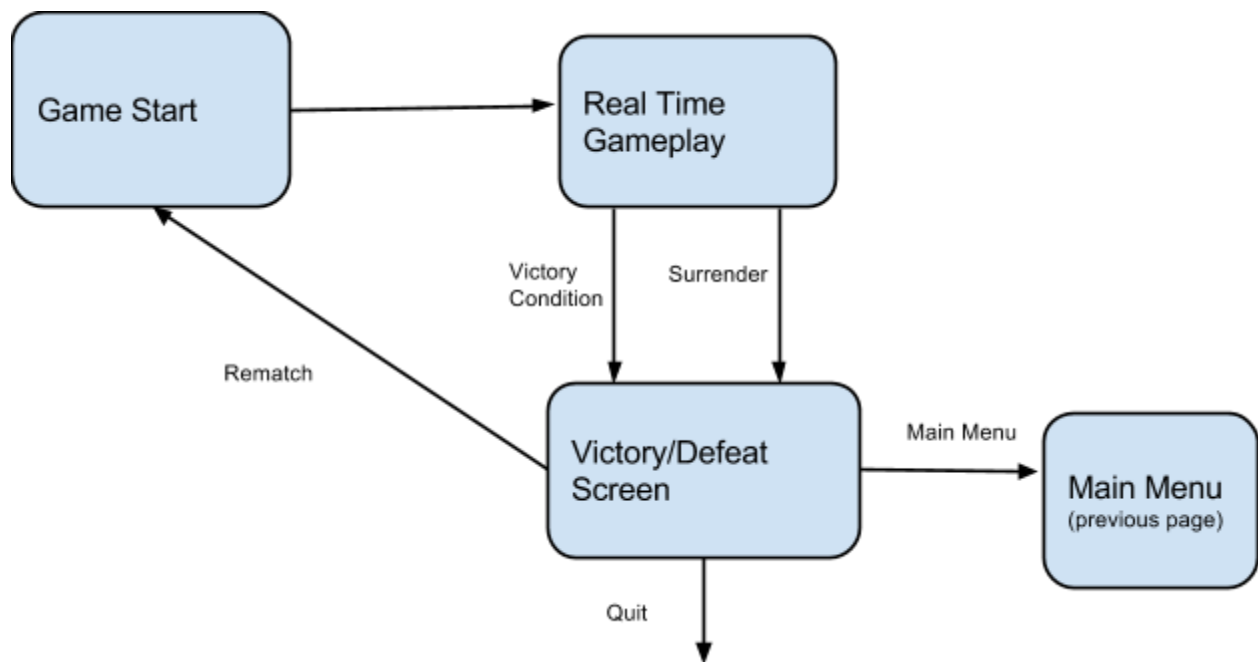 Game Start
Real Time
Gameplay
Victory
Condition
Surrender
Rematch
Victory/Defeat
Screen
Main Menu
Main Menu
(previous page)
Quit